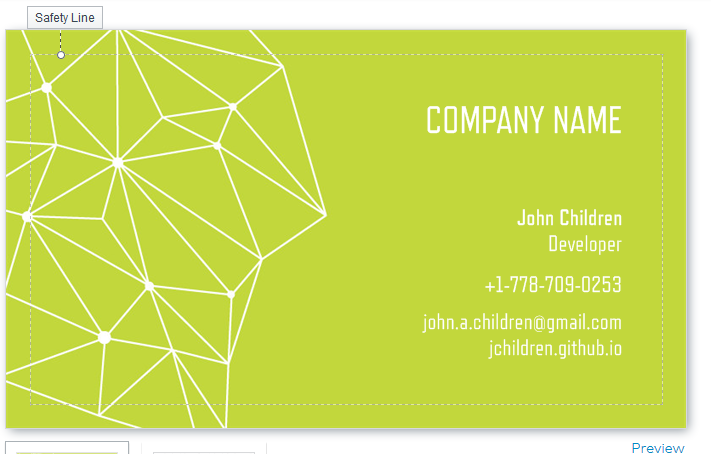 Safety Line
COMPANY NAME
John Children
Developer
+1-778-709-0253
john.a.children@gmail.com
jchildren.github.io
Preview